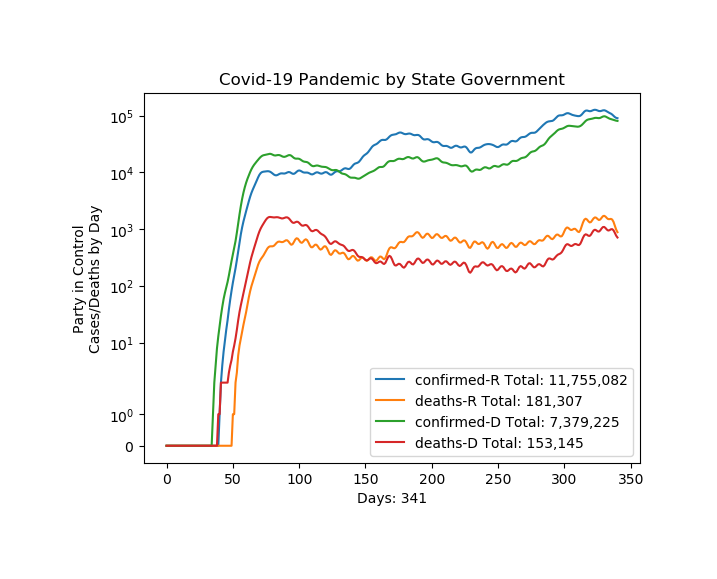 Covid-19 Pandemic by State Government
Party in Control
Cases/Deaths by Day
10^5
10^4
10^3
10^2
10^1
10^0
0
confirmed-R Total: 11,755,082
deaths-R Total: 181,307
confirmed-D Total: 7,379,225
deaths-D Total: 153,145
0 50 100 150 200 250 300 350
Days: 341